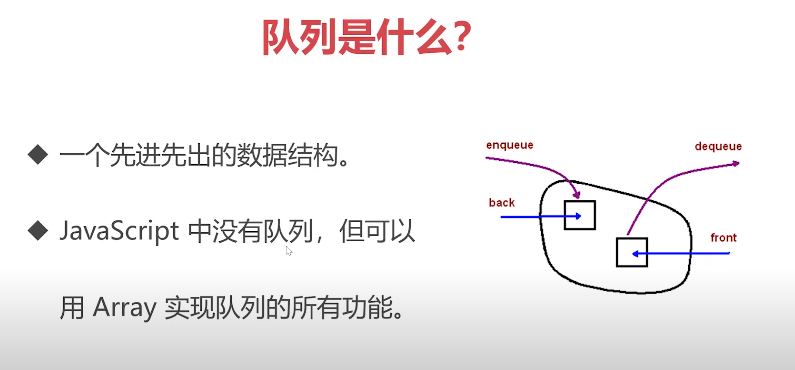 队列是什么？
◆ 一个先进先出的数据结构。
◆ JavaScript 中没有队列，但可以
用 Array 实现队列的所有功能。
enqueue
dequeue
back
front